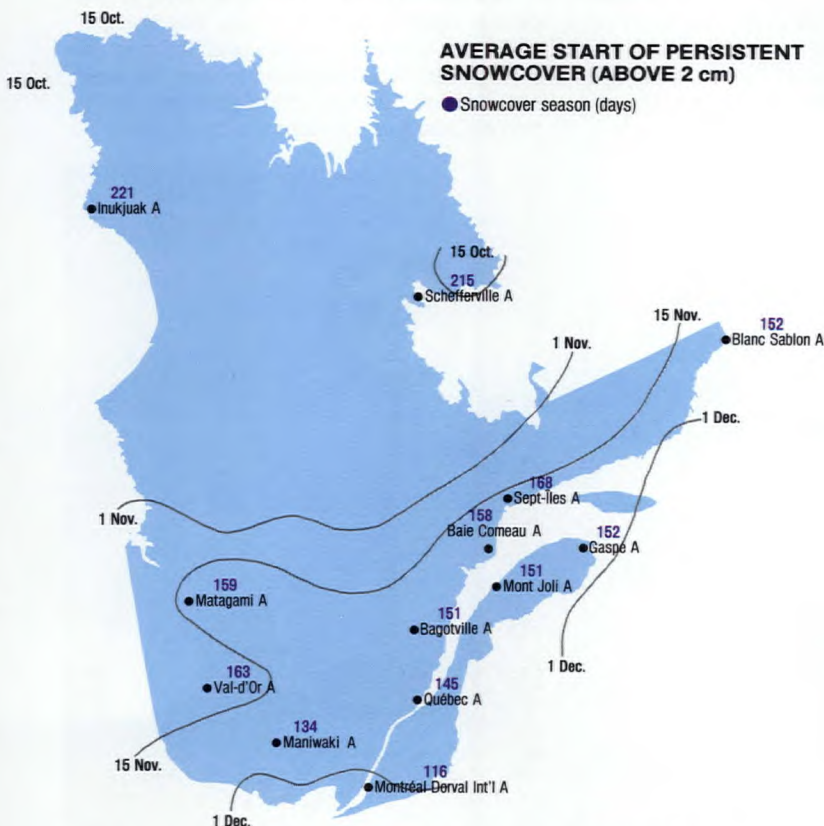 15 Oct.
AVERAGE START OF PERSISTENT
SNOWCOVER (ABOVE 2 cm)
15 Oct.
Snowcover season (days)
221
Inukjuak A
15 Oct.
215
Schefferville A
15 Nov.
152
Blanc Sablon A
1 Nov.
1 Dec.
168
Sept-Îles A
1 Nov.
158
Baie Comeau A
152
Gaspé A
159
Matagami A
151
Mont Joli A
151
Bagotville A
1 Dec.
163
Val-d'Or A
145
Québec A
134
Maniwaki A
15 Nov.
116
Montréal Dorval Int'l A
1 Dec.